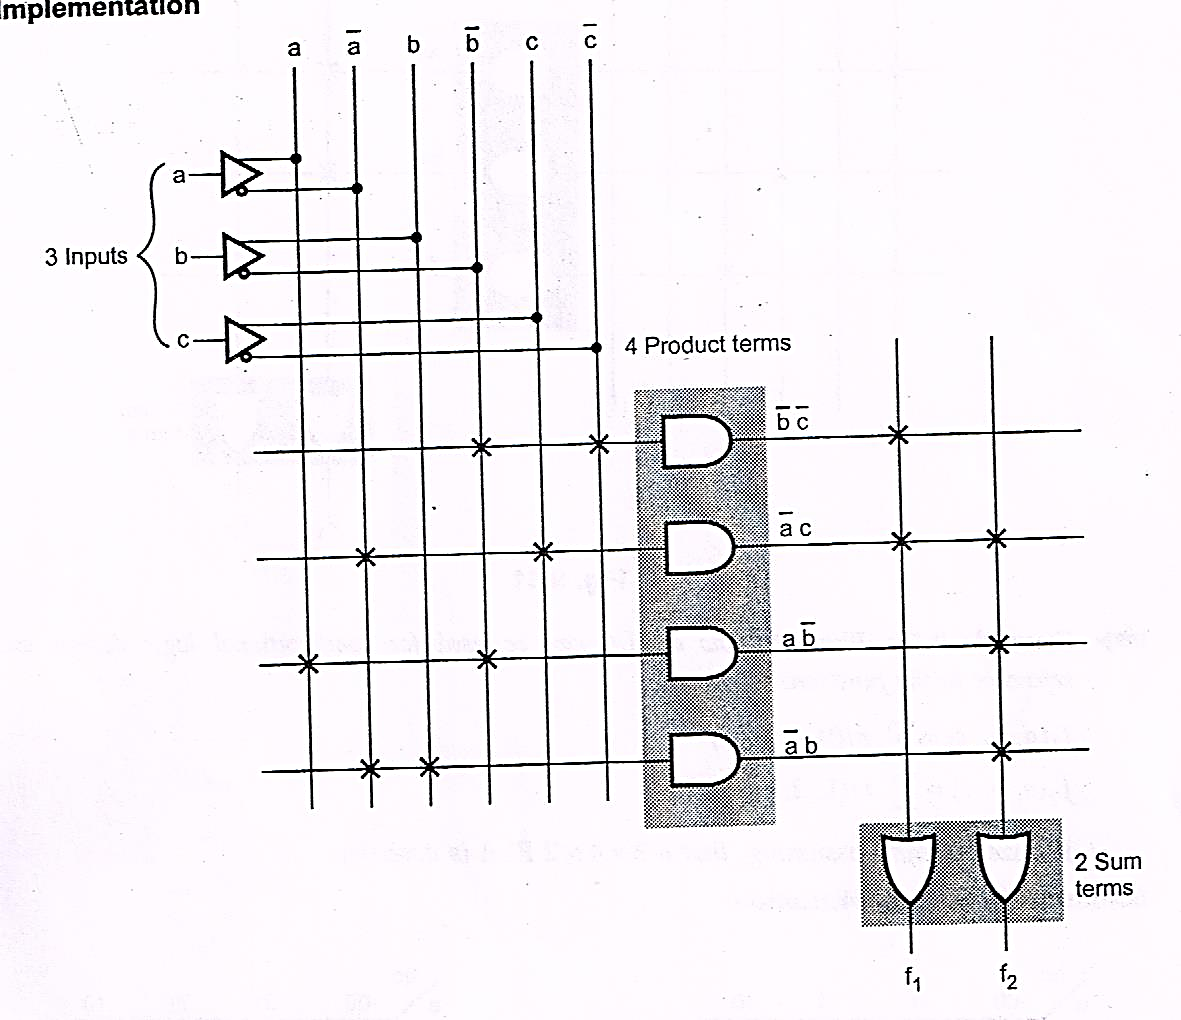 Implementation
a a̅ b b̅ c c̅
a
3 Inputs
b
c
4 Product terms
b̅ c̅
a̅ c
a b̅
a̅ b
2 Sum
terms
f₁ f₂